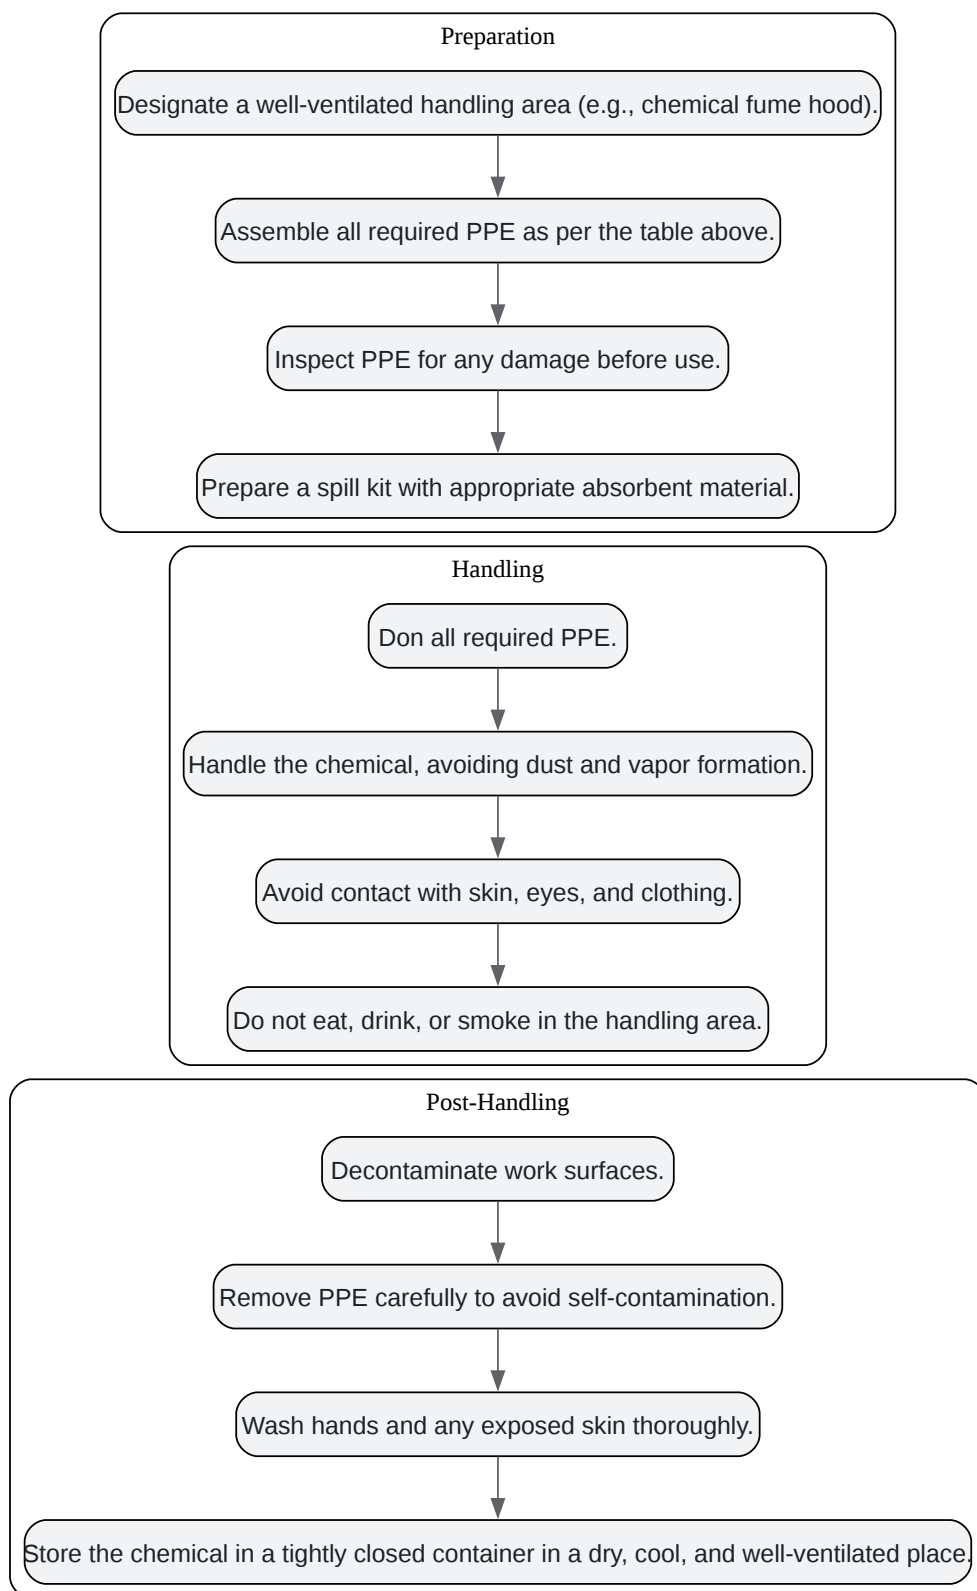 Preparation
Designate a well-ventilated handling area (e.g., chemical fume hood).
Assemble all required PPE as per the table above.
Inspect PPE for any damage before use.
Prepare a spill kit with appropriate absorbent material.
Handling
Don all required PPE.
Handle the chemical, avoiding dust and vapor formation.
Avoid contact with skin, eyes, and clothing.
Do not eat, drink, or smoke in the handling area.
Post-Handling
Decontaminate work surfaces.
Remove PPE carefully to avoid self-contamination.
Wash hands and any exposed skin thoroughly.
Store the chemical in a tightly closed container in a dry, cool, and well-ventilated place.